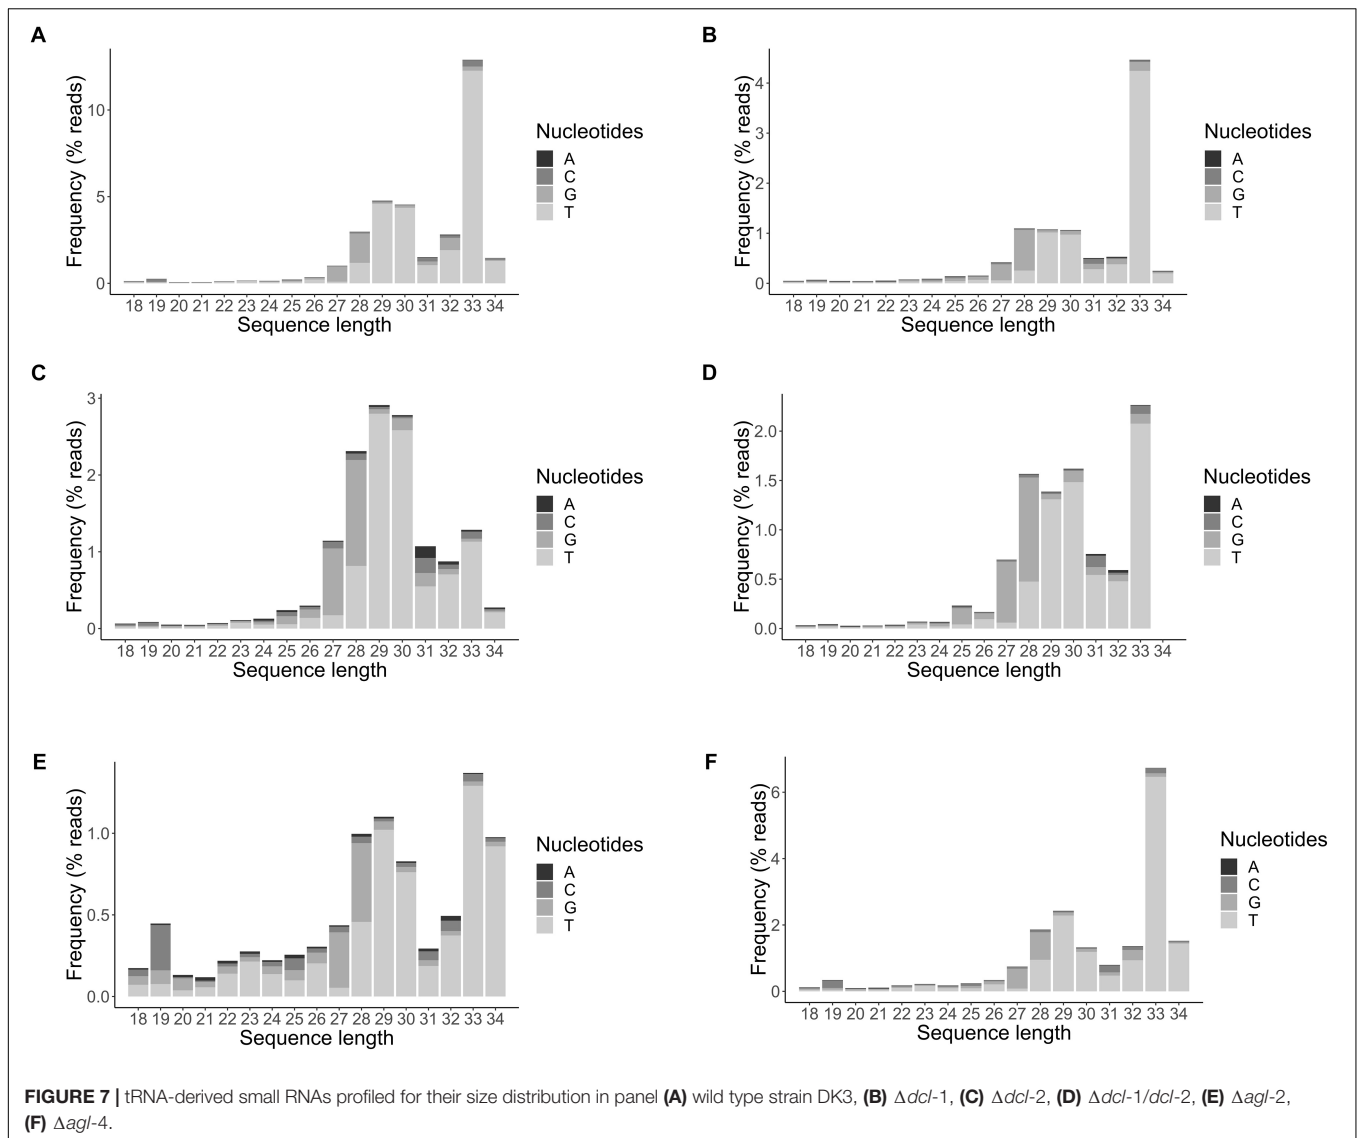 A
Frequency (% reads)
10
5
0
18 19 20 21 22 23 24 25 26 27 28 29 30 31 32 33 34
Sequence length
Nucleotides
A
C
G
T
B
Frequency (% reads)
4
3
2
1
0
18 19 20 21 22 23 24 25 26 27 28 29 30 31 32 33 34
Sequence length
Nucleotides
A
C
G
T
C
Frequency (% reads)
3
2
1
0
18 19 20 21 22 23 24 25 26 27 28 29 30 31 32 33 34
Sequence length
Nucleotides
A
C
G
T
D
Frequency (% reads)
2.0
1.5
1.0
0.5
0.0
18 19 20 21 22 23 24 25 26 27 28 29 30 31 32 33 34
Sequence length
Nucleotides
A
C
G
T
E
Frequency (% reads)
1.0
0.5
0.0
18 19 20 21 22 23 24 25 26 27 28 29 30 31 32 33 34
Sequence length
Nucleotides
A
C
G
T
F
Frequency (% reads)
6
4
2
0
18 19 20 21 22 23 24 25 26 27 28 29 30 31 32 33 34
Sequence length
Nucleotides
A
C
G
T
FIGURE 7 | tRNA-derived small RNAs profiled for their size distribution in panel (A) wild type strain DK3, (B) Δdcl-1, (C) Δdcl-2, (D) Δdcl-1/dcl-2, (E) Δagl-2,
(F) Δagl-4.